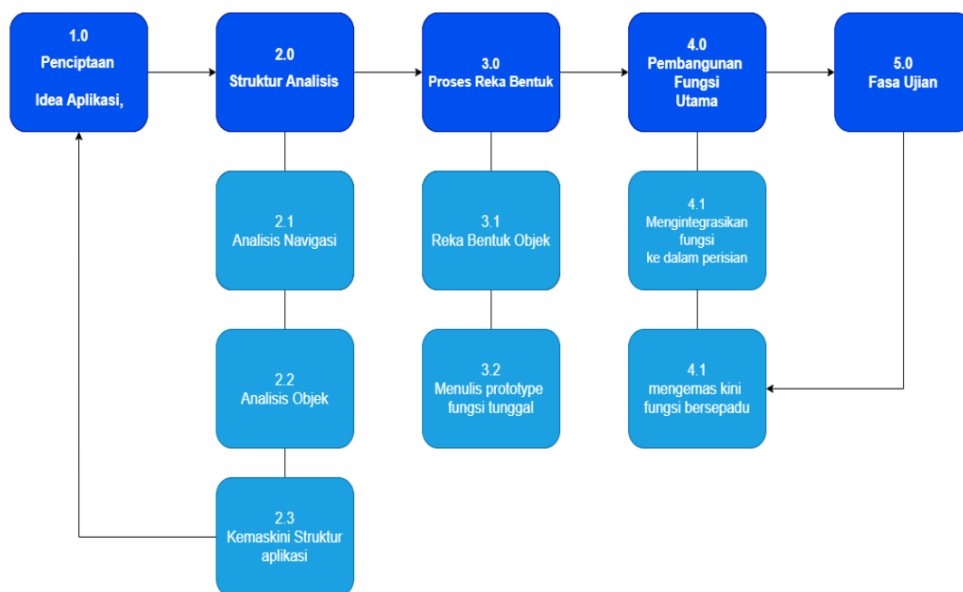 1.0
Penciptaan
Idea Aplikasi,
2.0
Struktur Analisis
3.0
Proses Reka Bentuk
4.0
Pembangunan
Fungsi
Utama
5.0
Fasa Ujian
2.1
Analisis Navigasi
3.1
Reka Bentuk Objek
4.1
Mengintegrasikan
fungsi
ke dalam perisian
2.2
Analisis Objek
3.2
Menulis prototype
fungsi tunggal
4.1
mengemas kini
fungsi bersepadu
2.3
Kemaskini Struktur
aplikasi